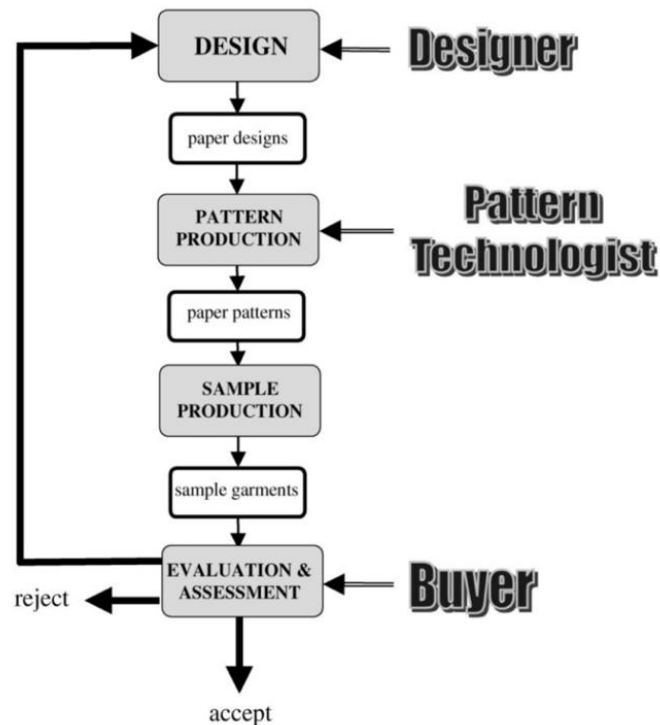 DESIGN
Designer
paper designs
PATTERN
PRODUCTION
Pattern
Technologist
paper patterns
SAMPLE
PRODUCTION
sample garments
EVALUATION &
ASSESSMENT
Buyer
reject
accept